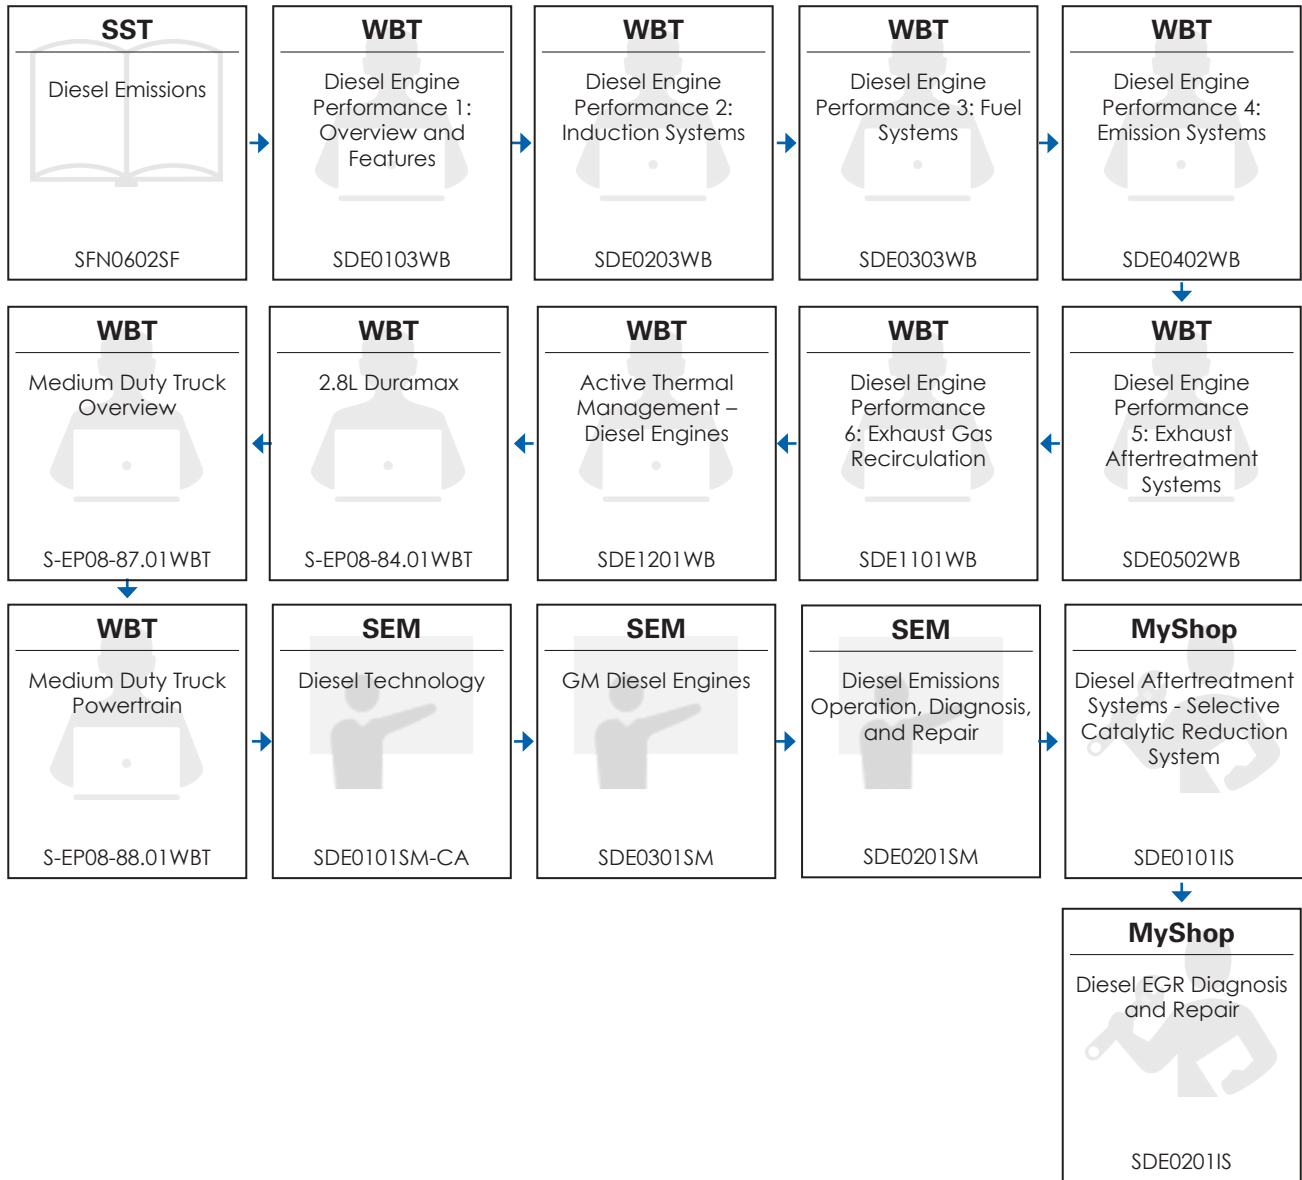 SST
Diesel Emissions
SFN0602SF
WBT
Diesel Engine
Performance 1:
Overview and
Features
SDE0103WB
WBT
Diesel Engine
Performance 2:
Induction Systems
SDE0203WB
WBT
Diesel Engine
Performance 3: Fuel
Systems
SDE0303WB
WBT
Diesel Engine
Performance 4:
Emission Systems
SDE0402WB
WBT
Diesel Engine
Performance
5: Exhaust
Aftertreatment
Systems
SDE0502WB
WBT
Diesel Engine
Performance
6: Exhaust Gas
Recirculation
SDE1101WB
WBT
Active Thermal
Management –
Diesel Engines
SDE1201WB
WBT
2.8L Duramax
S-EP08-84.01WBT
WBT
Medium Duty Truck
Overview
S-EP08-87.01WBT
WBT
Medium Duty Truck
Powertrain
S-EP08-88.01WBT
SEM
Diesel Technology
SDE0101SM-CA
SEM
GM Diesel Engines
SDE0301SM
SEM
Diesel Emissions
Operation, Diagnosis,
and Repair
SDE0201SM
MyShop
Diesel Aftertreatment
Systems - Selective
Catalytic Reduction
System
SDE0101IS
MyShop
Diesel EGR Diagnosis
and Repair
SDE0201IS